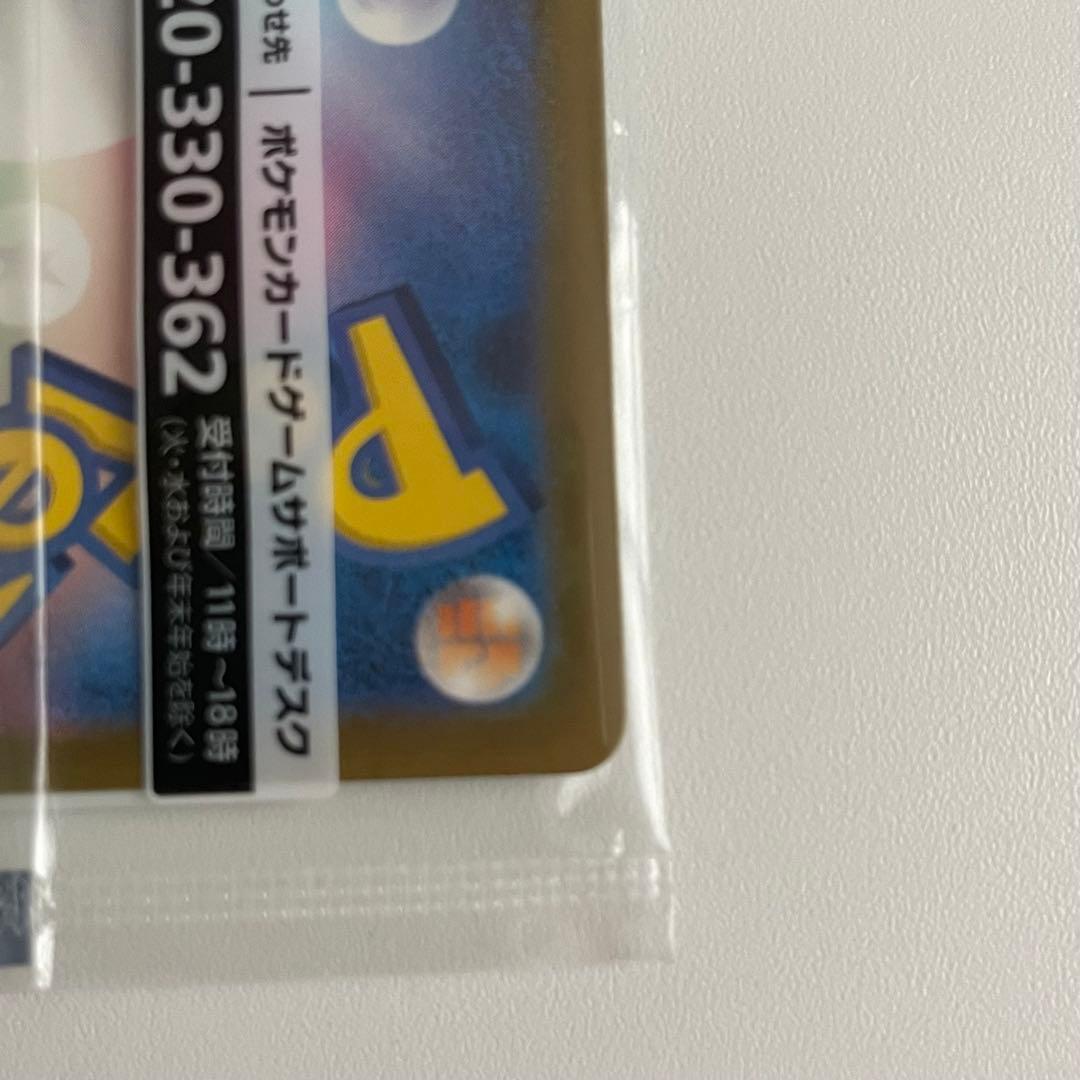 わせ先 | ポケモンカードゲームサポートデスク
20-330-362 受付時間／11時～18時
（火・水および年末年始を除く）
P
e